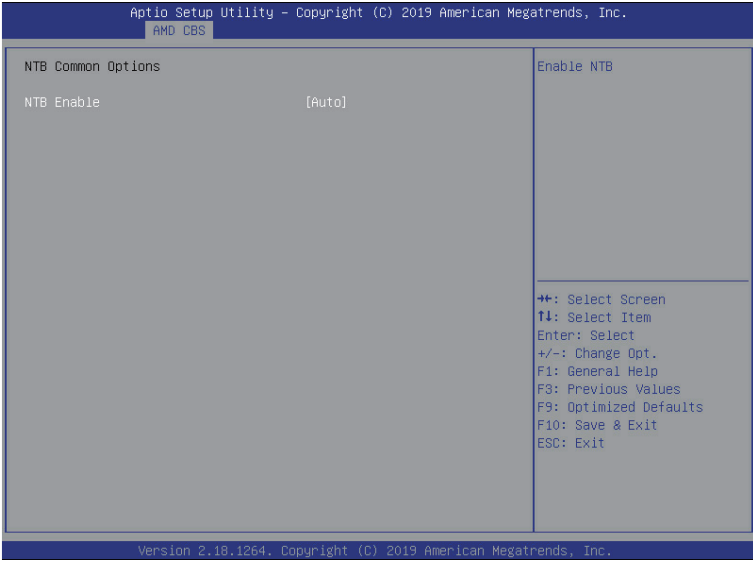 Aptio Setup Utility – Copyright (C) 2019 American Megatrends, Inc.
AMD CBS
NTB Common Options
NTB Enable [Auto]
Enable NTB
→←: Select Screen
↑↓: Select Item
Enter: Select
+/-: Change Opt.
F1: General Help
F3: Previous Values
F9: Optimized Defaults
F10: Save & Exit
ESC: Exit
Version 2.18.1264. Copyright (C) 2019 American Megatrends, Inc.